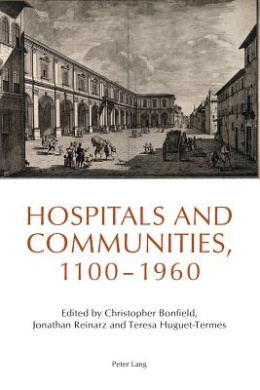 HOSPITALS AND
COMMUNITIES,
1100–1960
Edited by Christopher Bonfield,
Jonathan Reinarz and Teresa Huguet-Termes
Peter Lang